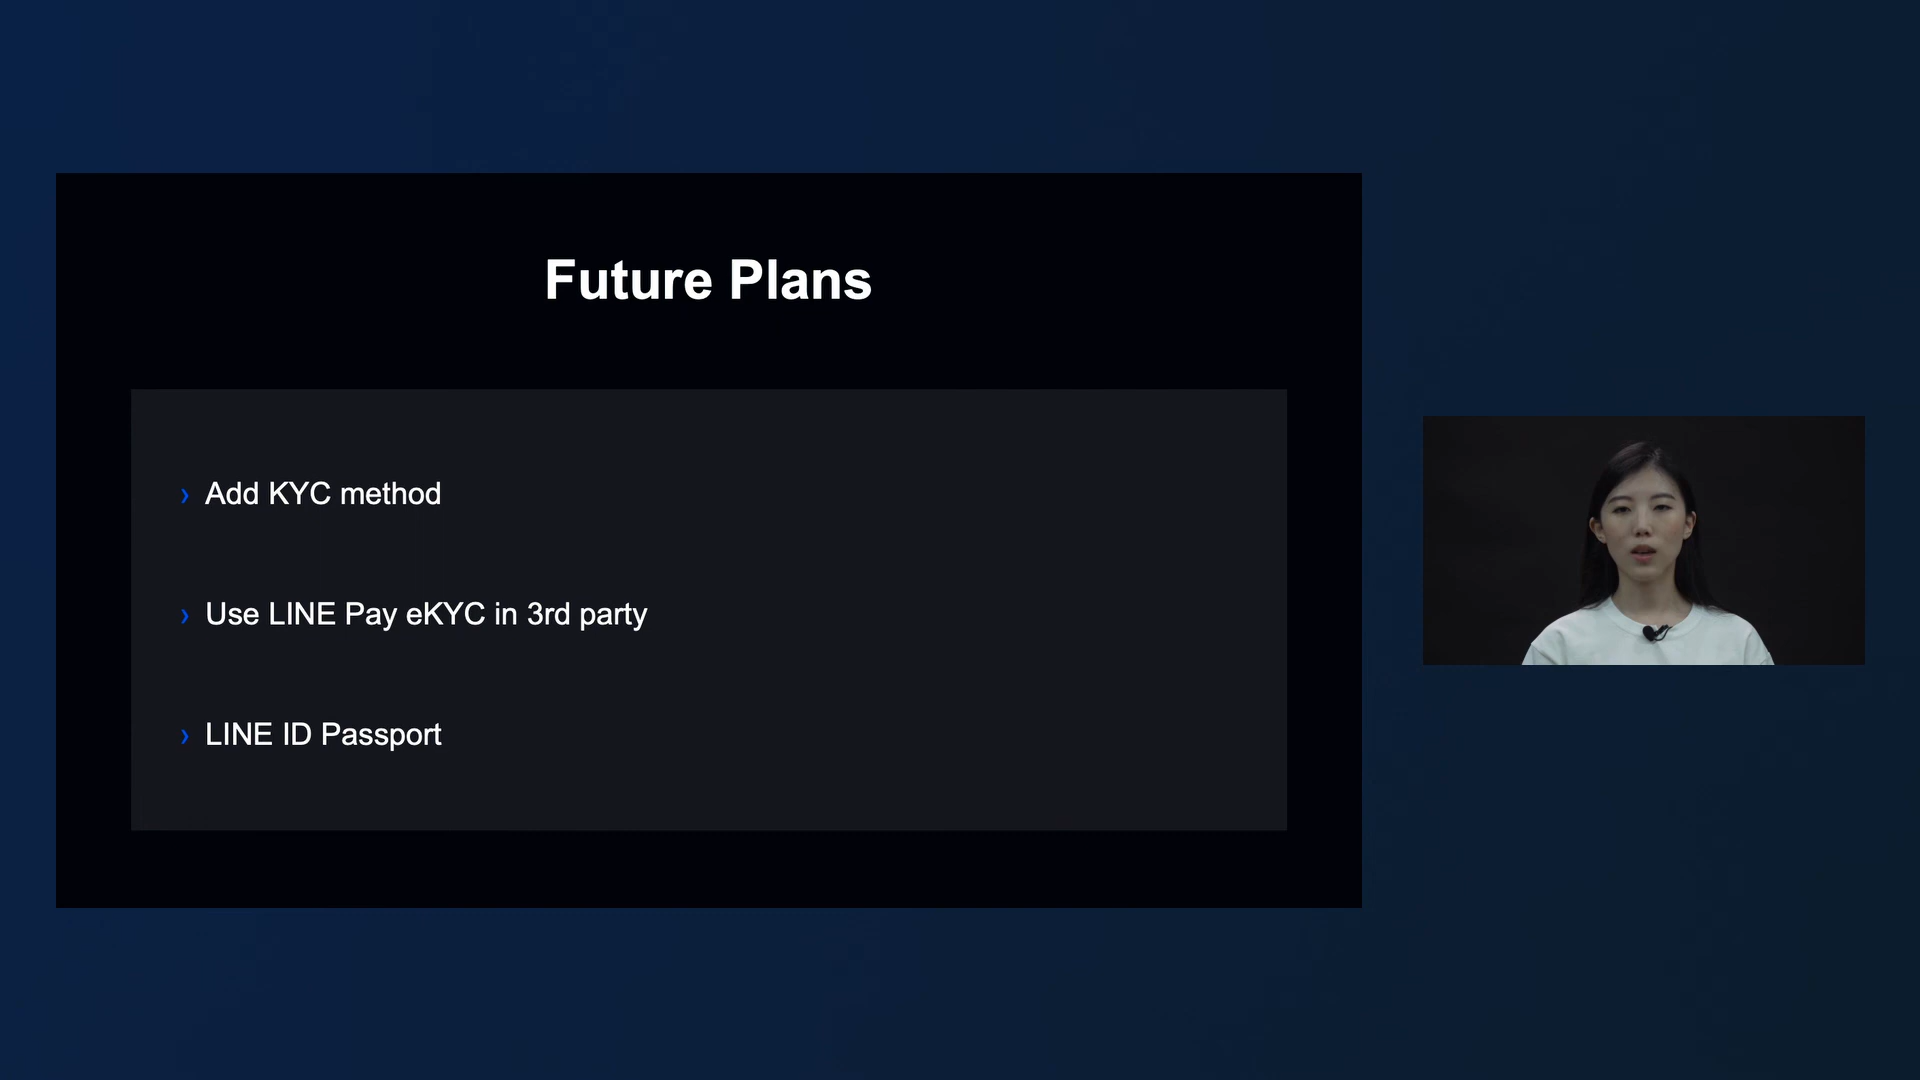 Future Plans
› Add KYC method
› Use LINE Pay eKYC in 3rd party
› LINE ID Passport